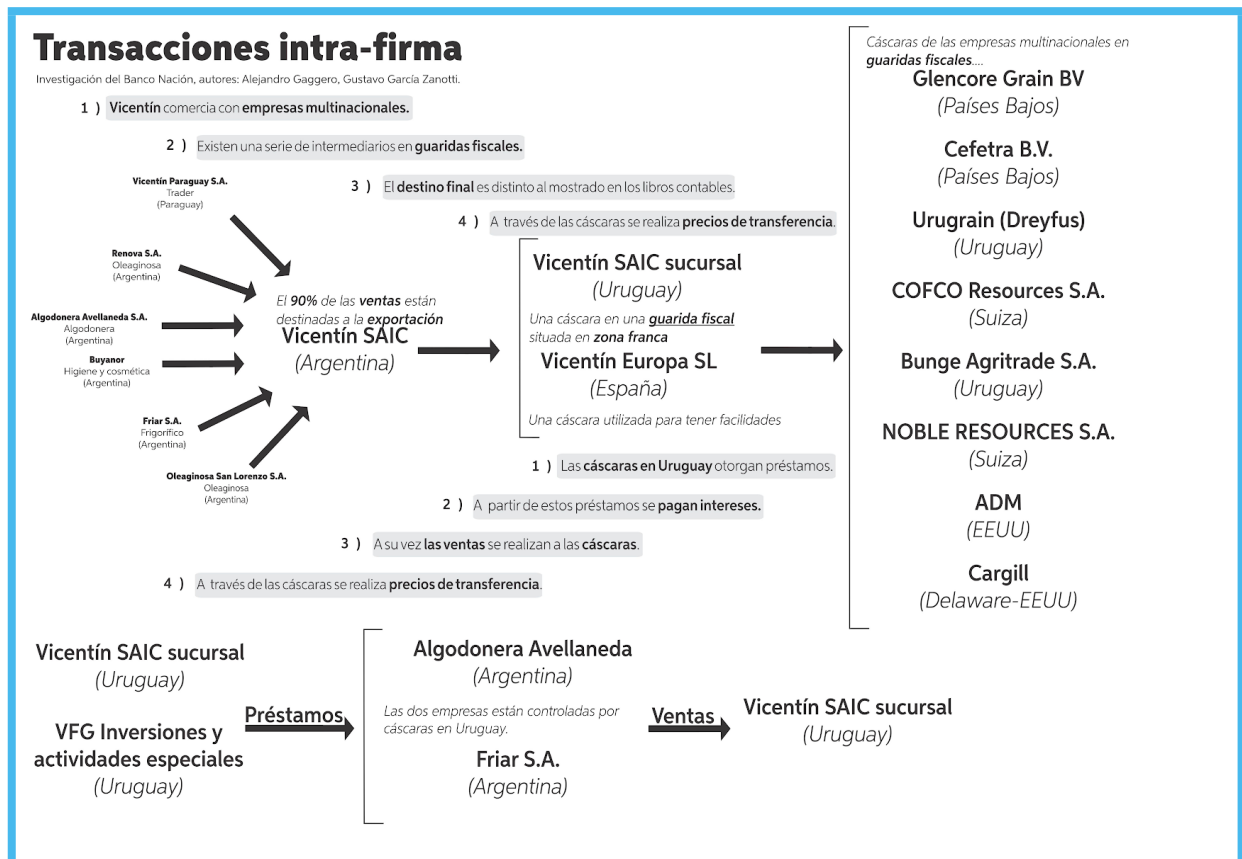 Transacciones intra-firma
Investigación del Banco Nación, autores: Alejandro Gaggero, Gustavo García Zanotti.
1 ) Vicentín comercia con empresas multinacionales.
2 ) Existen una serie de intermediarios en guaridas fiscales.
3 ) El destino final es distinto al mostrado en los libros contables.
4 ) A través de las cáscaras se realiza precios de transferencia.
Vicentín Paraguay S.A.
Trader
(Paraguay)
Renova S.A.
Oleaginosa
(Argentina)
Algodonera Avellaneda S.A.
Algodonera
(Argentina)
Buyanor
Higiene y cosmética
(Argentina)
Friar S.A.
Frigorífico
(Argentina)
Oleaginosa San Lorenzo S.A.
Oleaginosa
(Argentina)
El 90% de las ventas están
destinadas a la exportación
Vicentín SAIC
(Argentina)
Vicentín SAIC sucursal
(Uruguay)
Una cáscara en una guarida fiscal
situada en zona franca
Vicentín Europa SL
(España)
Una cáscara utilizada para tener facilidades
Cáscaras de las empresas multinacionales en
guaridas fiscales....
Glencore Grain BV
(Países Bajos)
Cefetra B.V.
(Países Bajos)
Urugrain (Dreyfus)
(Uruguay)
COFCO Resources S.A.
(Suiza)
Bunge Agritrade S.A.
(Uruguay)
NOBLE RESOURCES S.A.
(Suiza)
ADM
(EEUU)
Cargill
(Delaware-EEUU)
1 ) Las cáscaras en Uruguay otorgan préstamos.
2 ) A partir de estos préstamos se pagan intereses.
3 ) A su vez las ventas se realizan a las cáscaras.
4 ) A través de las cáscaras se realiza precios de transferencia.
Vicentín SAIC sucursal
(Uruguay)
VFG Inversiones y
actividades especiales
(Uruguay)
Préstamos
Algodonera Avellaneda
(Argentina)
Las dos empresas están controladas por
cáscaras en Uruguay.
Friar S.A.
(Argentina)
Ventas
Vicentín SAIC sucursal
(Uruguay)